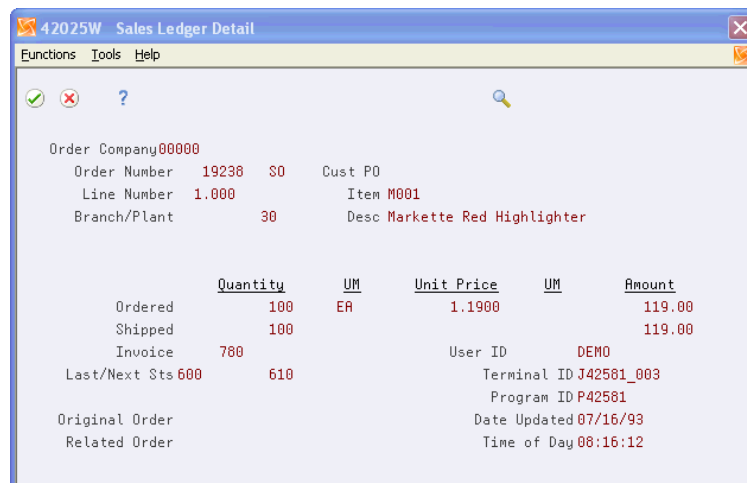 42025W Sales Ledger Detail
Functions Tools Help
?
Order Company 00000
Order Number 19238 SO Cust PO
Line Number 1.000 Item M001
Branch/Plant 30 Desc Markette Red Highlighter
Quantity UM Unit Price UM Amount
Ordered 100 EA 1.1900 119.00
Shipped 100 119.00
Invoice 780 User ID DEMO
Last/Next Sts 600 610 Terminal ID J42581_003
Program ID P42581
Original Order Date Updated 07/16/93
Related Order Time of Day 08:16:12